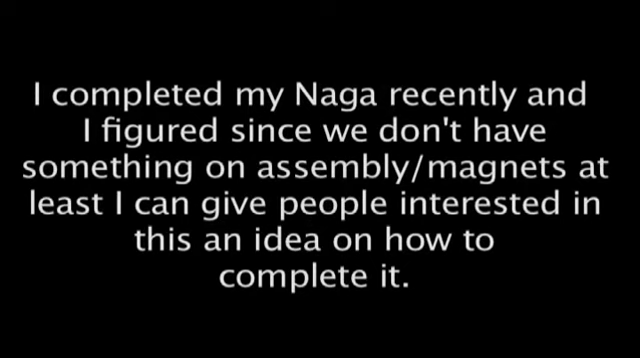 I completed my Naga recently and
I figured since we don't have
something on assembly/magnets at
least I can give people interested in
this an idea on how to
complete it.